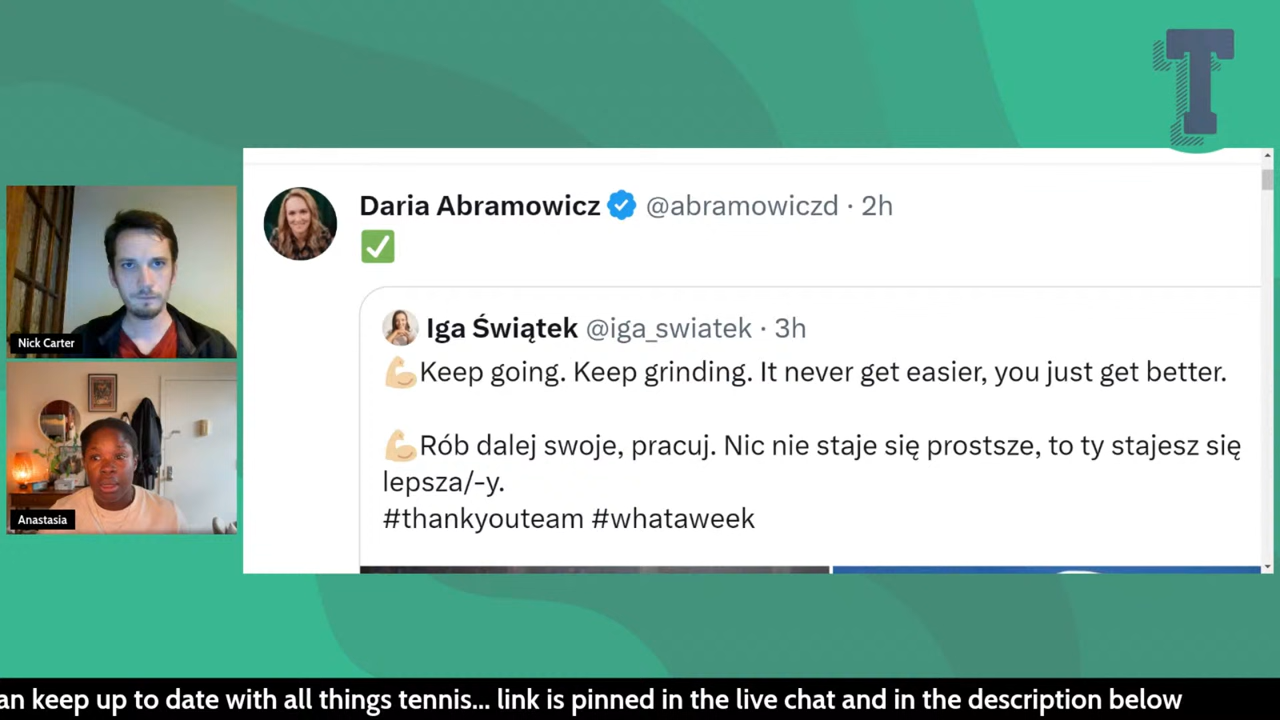 T
Daria Abramowicz @abramowiczd · 2h
✅
Iga Świątek @iga_swiatek · 3h
💪🏼Keep going. Keep grinding. It never get easier, you just get better.
💪🏼Rób dalej swoje, pracuj. Nic nie staje się prostsze, to ty stajesz się
lepsza/-y.
#thankyouteam #whataweek
Nick Carter
Anastasia
an keep up to date with all things tennis... link is pinned in the live chat and in the description below